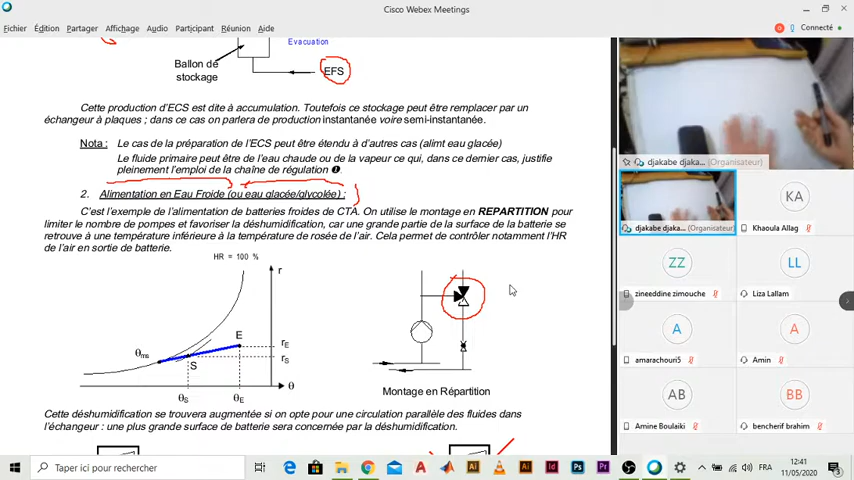 Cisco Webex Meetings
Fichier Édition Partager Affichage Audio Participant Réunion Aide
Connecté
Evacuation
Ballon de
stockage
EFS
Cette production d'ECS est dite à accumulation. Toutefois ce stockage peut être remplacer par un
échangeur à plaques ; dans ce cas on parlera de production instantanée voire semi-instantanée.
Nota : Le cas de la préparation de l'ECS peut être étendu à d'autres cas (alimt eau glacée)
Le fluide primaire peut être de l'eau chaude ou de la vapeur ce qui, dans ce dernier cas, justifie
pleinement l'emploi de la chaîne de régulation ❶.
2. Alimentation en Eau Froide (ou eau glacée/glycolée) :
C'est l'exemple de l'alimentation de batteries froides de CTA. On utilise le montage en REPARTITION pour
limiter le nombre de pompes et favoriser la déshumidification, car une grande partie de la surface de la batterie se
retrouve à une température inférieure à la température de rosée de l'air. Cela permet de contrôler notamment l'HR
de l'air en sortie de batterie.
HR = 100 %
r
E
rE
θms
S
rS
θ
θS θE
Montage en Répartition
Cette déshumidification se trouvera augmentée si on opte pour une circulation parallèle des fluides dans
l'échangeur : une plus grande surface de batterie sera concernée par la déshumidification.
djakabe djaka... (Organisateur)
djakabe djaka...
KA
Khaoula Allag
ZZ
zineeddine zimouche
LL
Liza Lallam
A
amarachouri5
A
Amin
AB
Amine Boulaiki
BB
bencherif brahim
Taper ici pour rechercher
FRA
12:41
11/05/2020
3